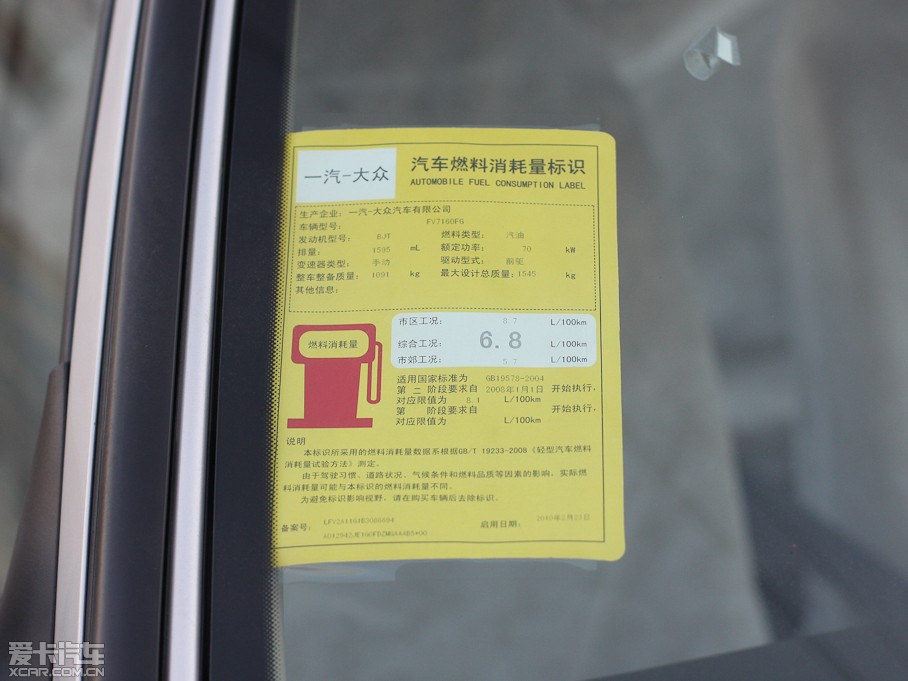 一汽-大众
汽车燃料消耗量标识
AUTOMOBILE FUEL CONSUMPTION LABEL
生产企业: 一汽-大众汽车有限公司
车辆型号: FV7160FG
发动机型号: BJT 燃料类型: 汽油
排量: 1595 mL 额定功率: 70 kW
变速器类型: 手动 驱动型式: 前驱
整车整备质量: 1091 kg 最大设计总质量: 1545 kg
其他信息:
燃料消耗量
市区工况: 8.7 L/100km
综合工况: 6.8 L/100km
市郊工况: 5.7 L/100km
适用国家标准为 GB19578-2004
第 二 阶段要求自 2008年1月1日 开始执行,
对应限值为 8.1 L/100km
第 阶段要求自 开始执行,
对应限值为 L/100km
说明
本标识所采用的燃料消耗量数据系根据GB/T 19233-2008《轻型汽车燃料
消耗量试验方法》测定。
由于驾驶习惯、道路状况、气候条件和燃料品质等因素的影响,实际燃
料消耗量可能与本标识的燃料消耗量不同。
为避免标识影响视野,请在购买车辆后去除标识。
备案号:
启用日期:
爱卡汽车
XCAR.COM.CN